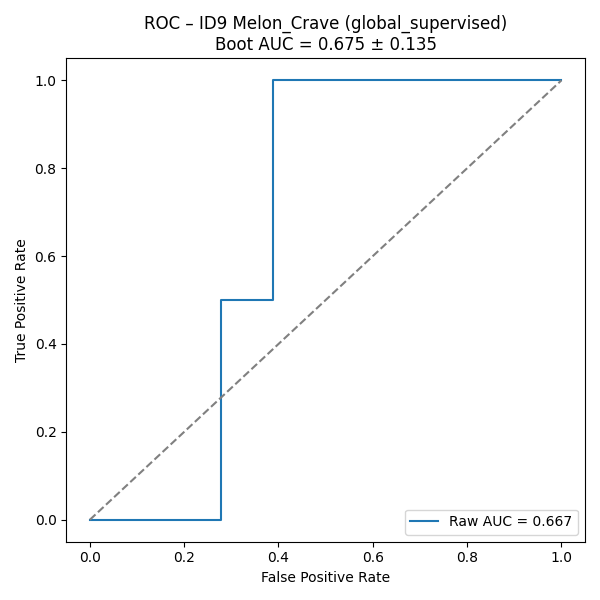 ROC – ID9 Melon_Crave (global_supervised)
Boot AUC = 0.675 ± 0.135
True Positive Rate
1.0
0.8
0.6
0.4
0.2
0.0
Raw AUC = 0.667
0.0 0.2 0.4 0.6 0.8 1.0
False Positive Rate